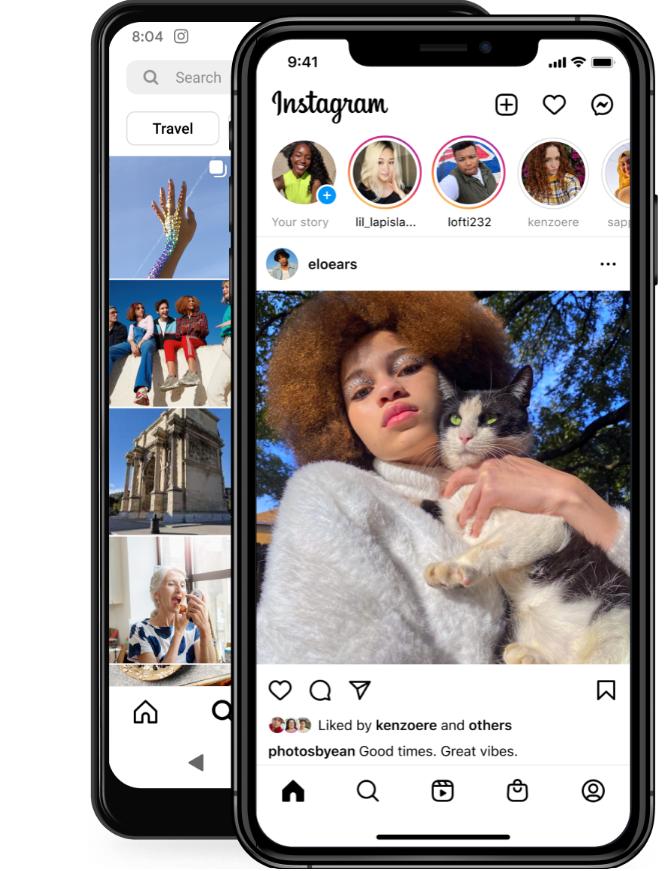 8:04
Search
Travel
9:41
Instagram
Your story
lil_lapisla...
lofti232
kenzoere
sapp
eloears
Liked by kenzoere and others
photosbyean Good times. Great vibes.